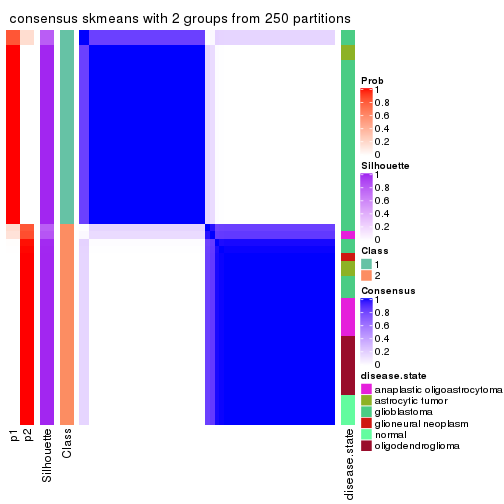 consensus skmeans with 2 groups from 250 partitions
Prob
1
0.8
0.6
0.4
0.2
0
Silhouette
1
0.8
0.6
0.4
0.2
0
Class
1
2
Consensus
1
0.8
0.6
0.4
0.2
0
disease.state
anaplastic oligoastrocytoma
astrocytic tumor
glioblastoma
glioneural neoplasm
normal
oligodendroglioma
p1
p2
Silhouette
Class
disease.state